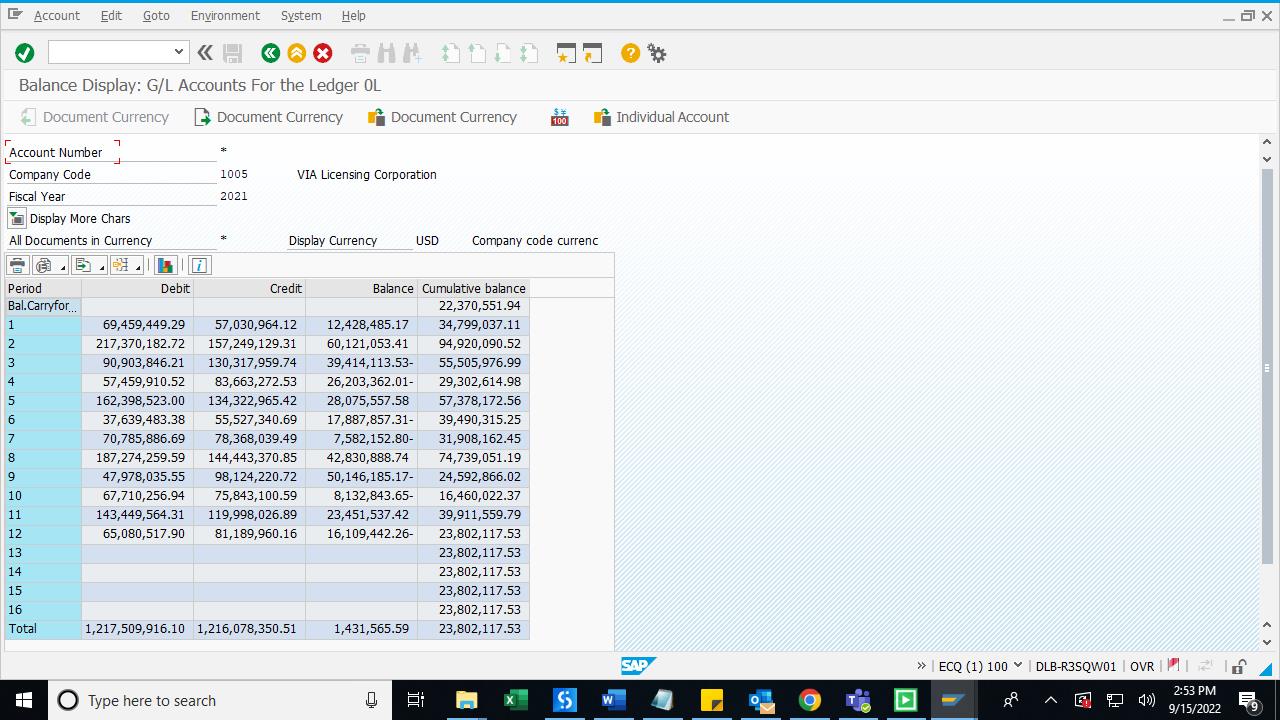 Account Edit Goto Environment System Help
Balance Display: G/L Accounts For the Ledger 0L
Document Currency Document Currency Document Currency $ ¥ 100 Individual Account
Account Number *
Company Code 1005 VIA Licensing Corporation
Fiscal Year 2021
Display More Chars
All Documents in Currency * Display Currency USD Company code currenc
Period Debit Credit Balance Cumulative balance
Bal.Carryfor... 22,370,551.94
1 69,459,449.29 57,030,964.12 12,428,485.17 34,799,037.11
2 217,370,182.72 157,249,129.31 60,121,053.41 94,920,090.52
3 90,903,846.21 130,317,959.74 39,414,113.53- 55,505,976.99
4 57,459,910.52 83,663,272.53 26,203,362.01- 29,302,614.98
5 162,398,523.00 134,322,965.42 28,075,557.58 57,378,172.56
6 37,639,483.38 55,527,340.69 17,887,857.31- 39,490,315.25
7 70,785,886.69 78,368,039.49 7,582,152.80- 31,908,162.45
8 187,274,259.59 144,443,370.85 42,830,888.74 74,739,051.19
9 47,978,035.55 98,124,220.72 50,146,185.17- 24,592,866.02
10 67,710,256.94 75,843,100.59 8,132,843.65- 16,460,022.37
11 143,449,564.31 119,998,026.89 23,451,537.42 39,911,559.79
12 65,080,517.90 81,189,960.16 16,109,442.26- 23,802,117.53
13 23,802,117.53
14 23,802,117.53
15 23,802,117.53
16 23,802,117.53
Total 1,217,509,916.10 1,216,078,350.51 1,431,565.59 23,802,117.53
SAP » ECQ (1) 100 DLB-R3SQW01 OVR
Type here to search 2:53 PM
9/15/2022 9